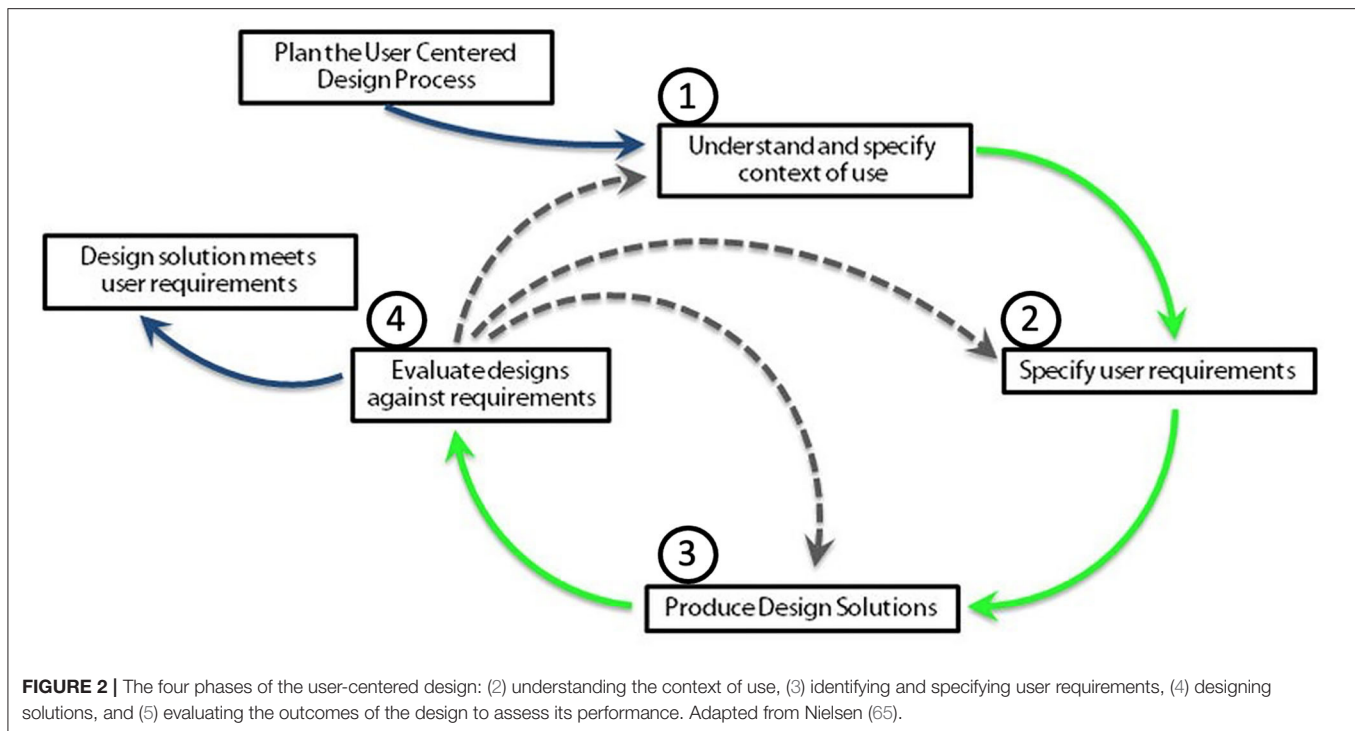 Plan the User Centered
Design Process
1
Understand and specify
context of use
Design solution meets
user requirements
4
Evaluate designs
against requirements
2
Specify user requirements
3
Produce Design Solutions
FIGURE 2 | The four phases of the user-centered design: (2) understanding the context of use, (3) identifying and specifying user requirements, (4) designing
solutions, and (5) evaluating the outcomes of the design to assess its performance. Adapted from Nielsen (65).